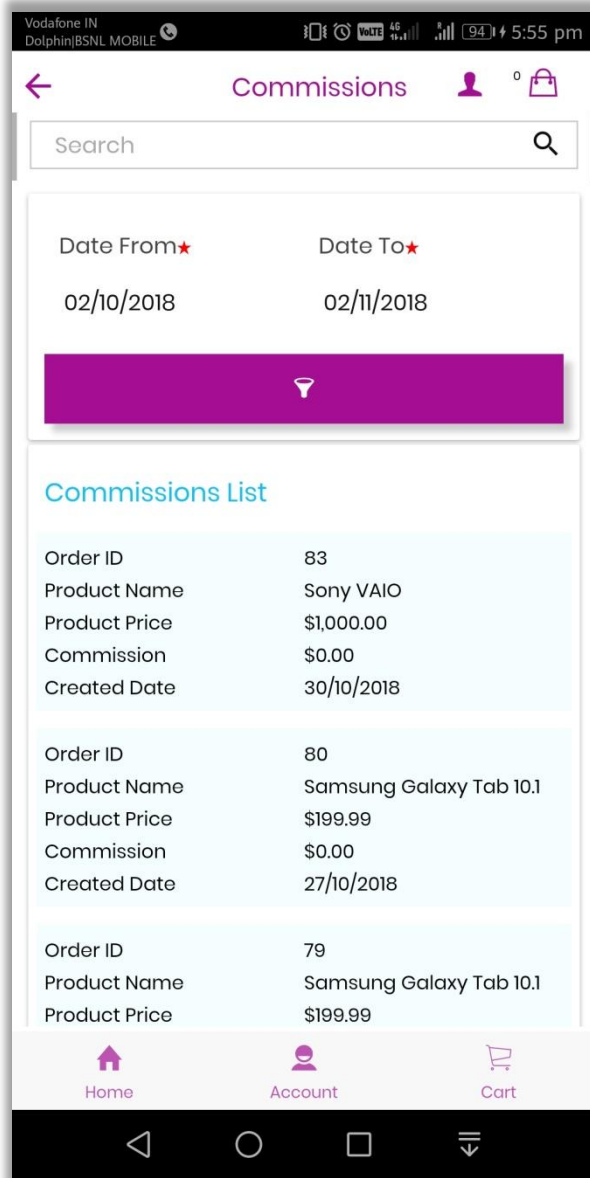 Vodafone IN
Dolphin|BSNL MOBILE
VoLTE 4G R 94 5:55 pm
Commissions 0
Search
Date From★ Date To★
02/10/2018 02/11/2018
Commissions List
Order ID 83
Product Name Sony VAIO
Product Price $1,000.00
Commission $0.00
Created Date 30/10/2018
Order ID 80
Product Name Samsung Galaxy Tab 10.1
Product Price $199.99
Commission $0.00
Created Date 27/10/2018
Order ID 79
Product Name Samsung Galaxy Tab 10.1
Product Price $199.99
Home Account Cart